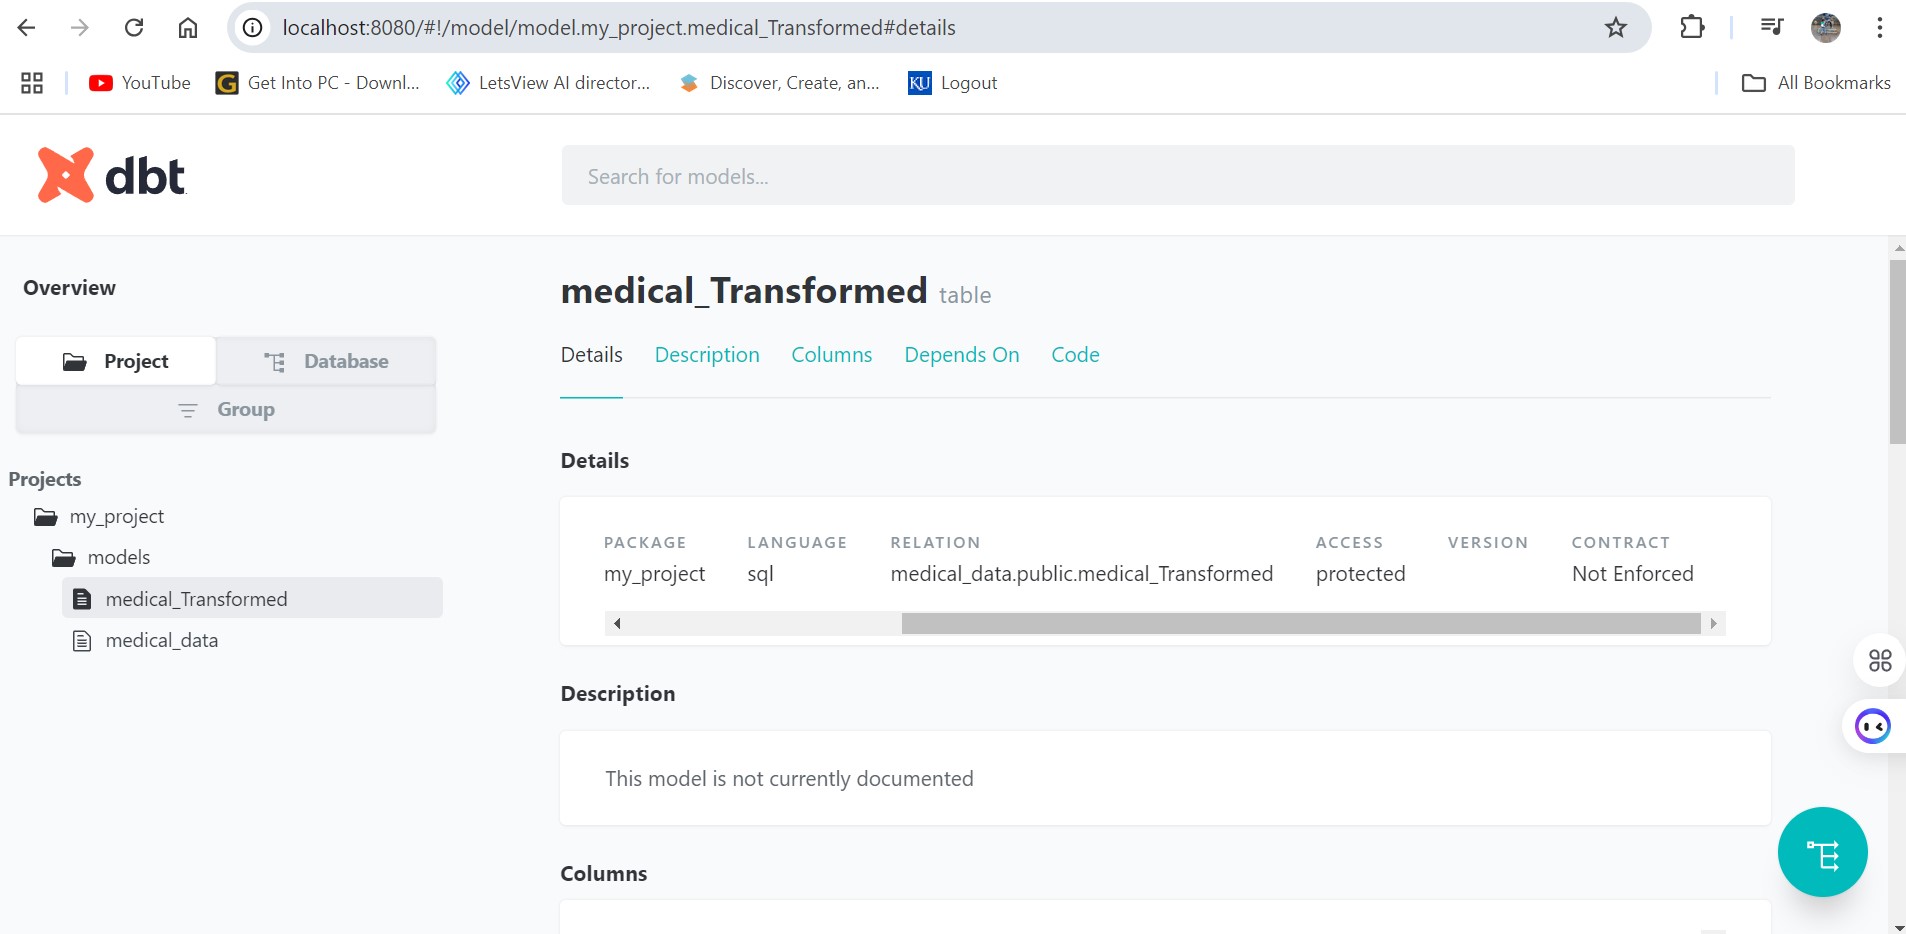 localhost:8080/#!/model/model.my_project.medical_Transformed#details
YouTube Get Into PC - Downl... LetsView AI director... Discover, Create, an... KU Logout All Bookmarks
dbt
Search for models...
Overview
Project Database
Group
Projects
my_project
models
medical_Transformed
medical_data
medical_Transformed table
Details Description Columns Depends On Code
Details
PACKAGE LANGUAGE RELATION ACCESS VERSION CONTRACT
my_project sql medical_data.public.medical_Transformed protected Not Enforced
Description
This model is not currently documented
Columns